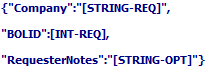 {"Company":"[STRING-REQ]",
"BOLID":[INT-REQ],
"RequesterNotes":"[STRING-OPT]"}